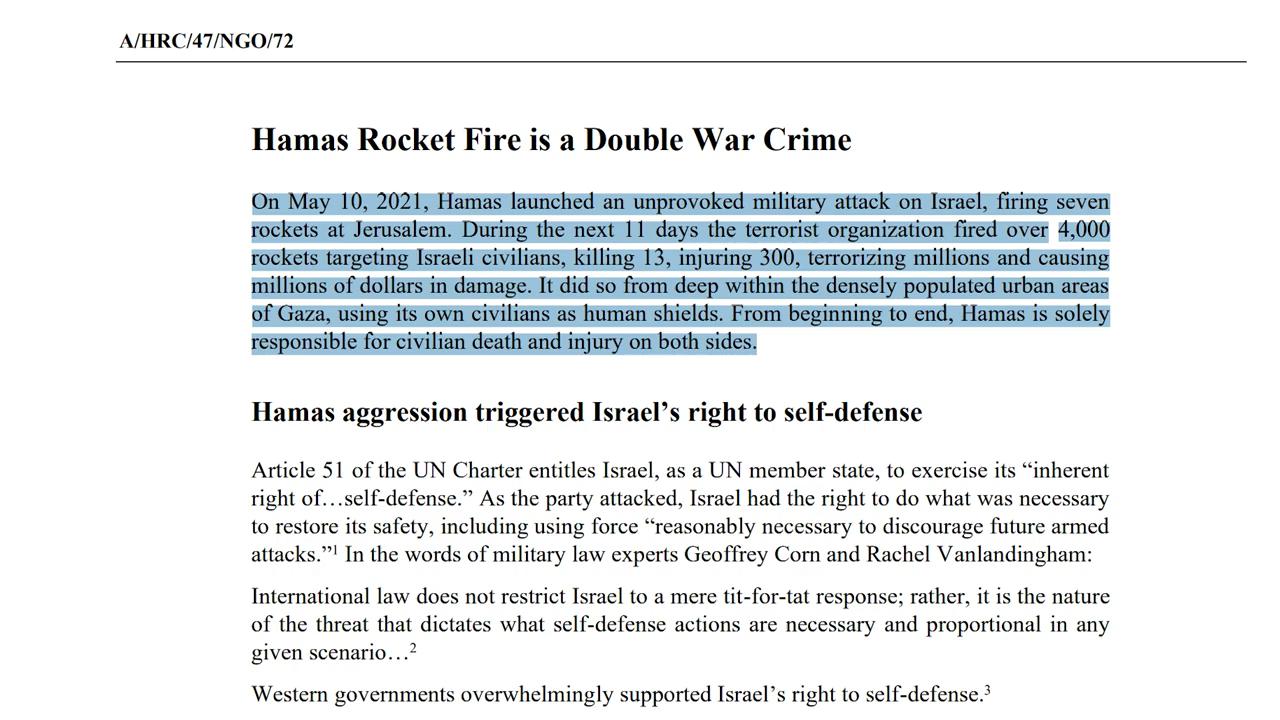 A/HRC/47/NGO/72
Hamas Rocket Fire is a Double War Crime
On May 10, 2021, Hamas launched an unprovoked military attack on Israel, firing seven
rockets at Jerusalem. During the next 11 days the terrorist organization fired over 4,000
rockets targeting Israeli civilians, killing 13, injuring 300, terrorizing millions and causing
millions of dollars in damage. It did so from deep within the densely populated urban areas
of Gaza, using its own civilians as human shields. From beginning to end, Hamas is solely
responsible for civilian death and injury on both sides.
Hamas aggression triggered Israel’s right to self-defense
Article 51 of the UN Charter entitles Israel, as a UN member state, to exercise its “inherent
right of…self-defense.” As the party attacked, Israel had the right to do what was necessary
to restore its safety, including using force “reasonably necessary to discourage future armed
attacks.”¹ In the words of military law experts Geoffrey Corn and Rachel Vanlandingham:
International law does not restrict Israel to a mere tit-for-tat response; rather, it is the nature
of the threat that dictates what self-defense actions are necessary and proportional in any
given scenario…²
Western governments overwhelmingly supported Israel’s right to self-defense.³